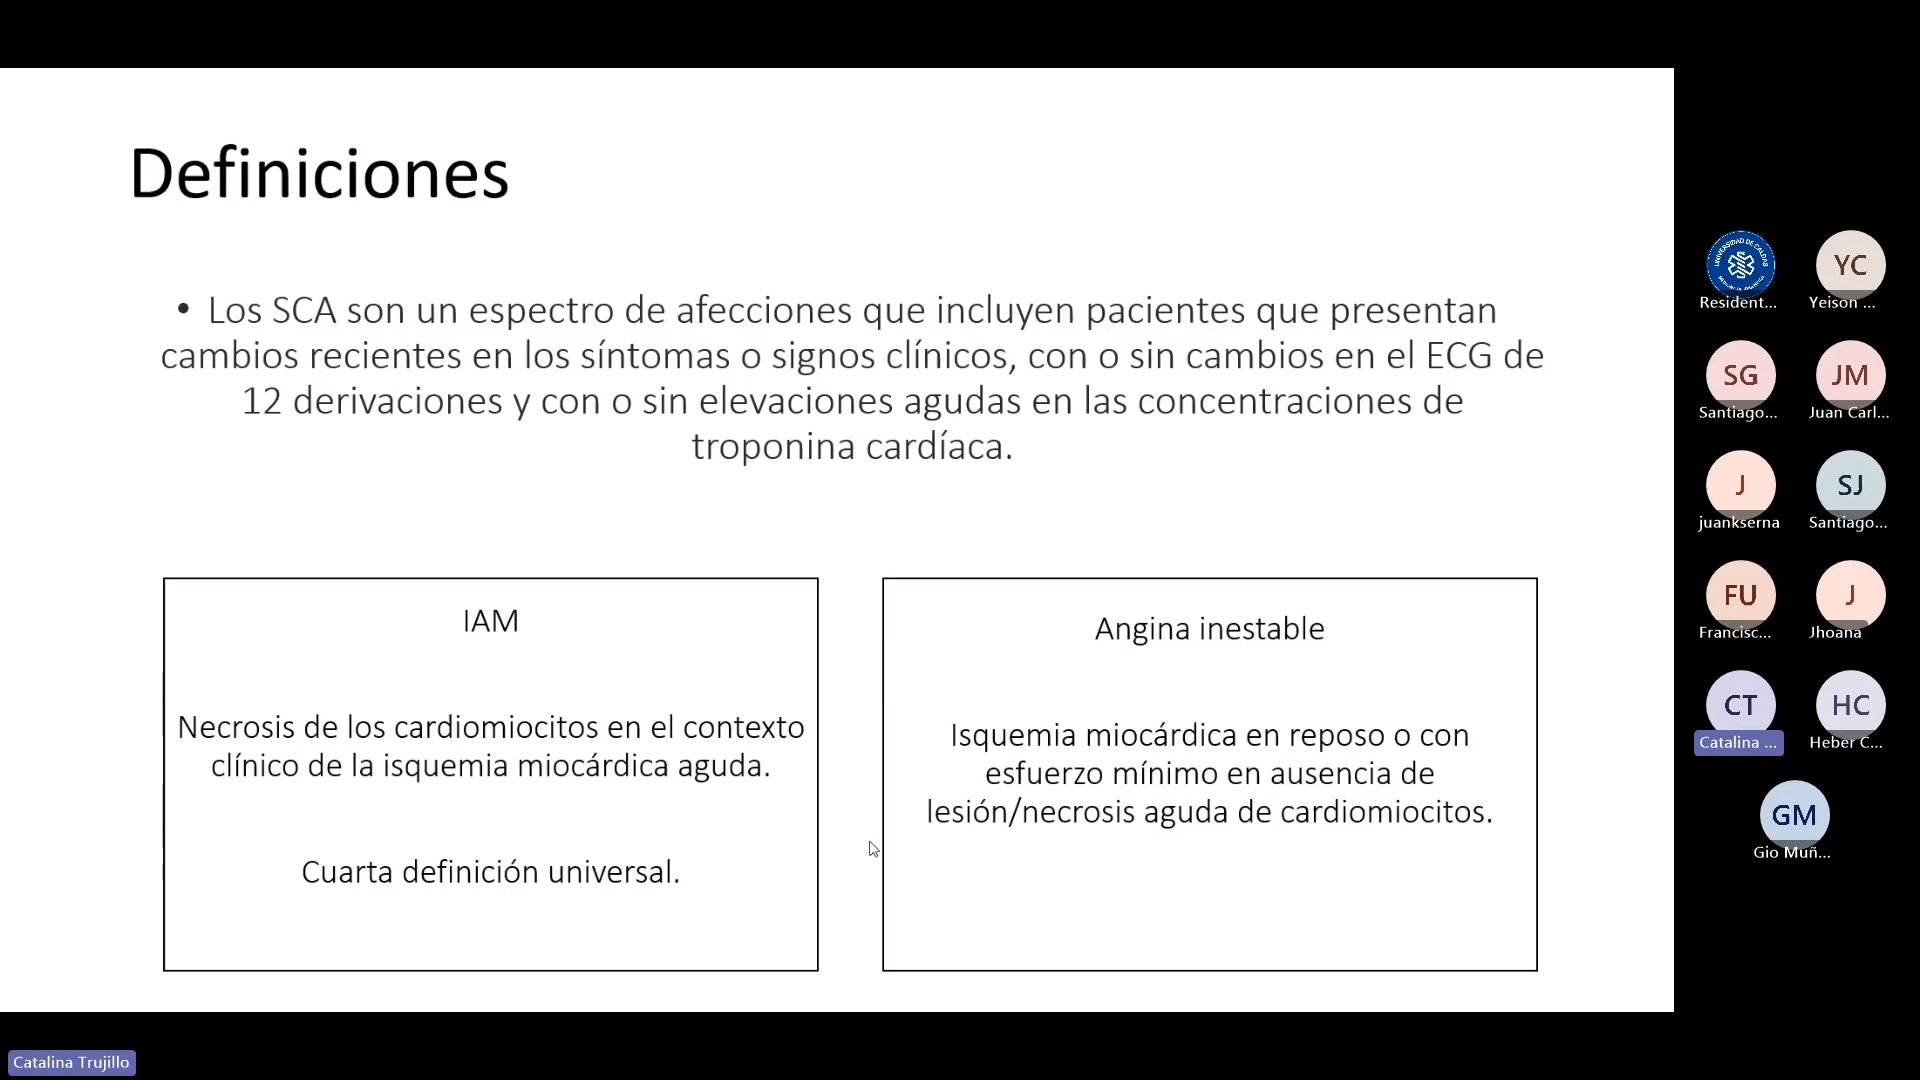 Definiciones
• Los SCA son un espectro de afecciones que incluyen pacientes que presentan
cambios recientes en los síntomas o signos clínicos, con o sin cambios en el ECG de
12 derivaciones y con o sin elevaciones agudas en las concentraciones de
troponina cardíaca.
IAM
Necrosis de los cardiomiocitos en el contexto
clínico de la isquemia miocárdica aguda.
Cuarta definición universal.
Angina inestable
Isquemia miocárdica en reposo o con
esfuerzo mínimo en ausencia de
lesión/necrosis aguda de cardiomiocitos.
UNIVERSIDAD DE CALDAS
Resident...
YC
Yeison ...
SG
Santiago...
JM
Juan Carl...
J
juankserna
SJ
Santiago...
FU
Francisc...
J
Jhoana
CT
Catalina ...
HC
Heber C...
GM
Gio Muñ...
Catalina Trujillo